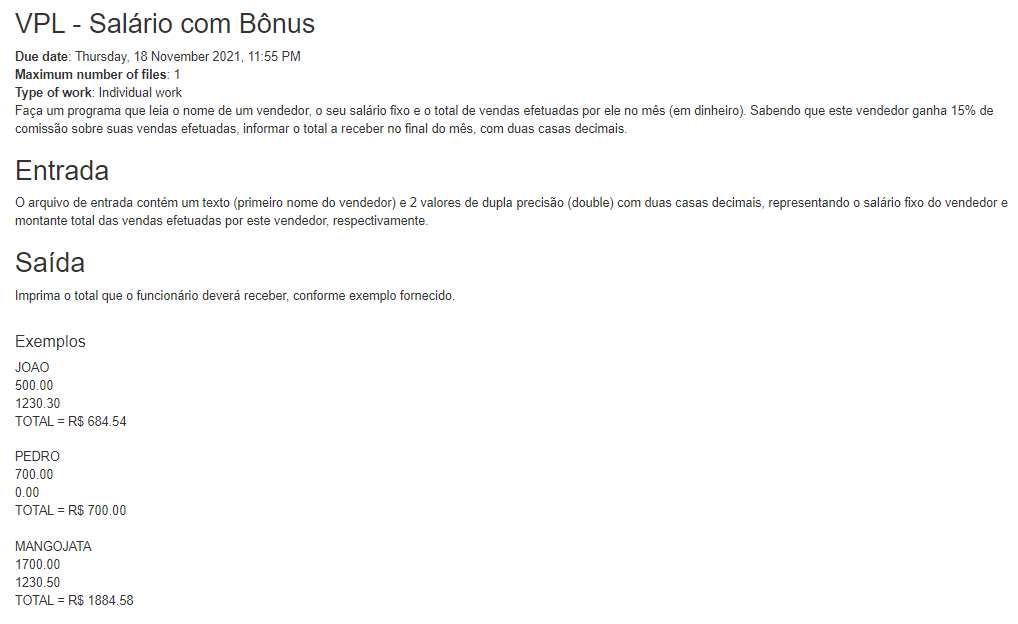 VPL - Salário com Bônus
Due date: Thursday, 18 November 2021, 11:55 PM
Maximum number of files: 1
Type of work: Individual work
Faça um programa que leia o nome de um vendedor, o seu salário fixo e o total de vendas efetuadas por ele no mês (em dinheiro). Sabendo que este vendedor ganha 15% de
comissão sobre suas vendas efetuadas, informar o total a receber no final do mês, com duas casas decimais.
Entrada
O arquivo de entrada contém um texto (primeiro nome do vendedor) e 2 valores de dupla precisão (double) com duas casas decimais, representando o salário fixo do vendedor e
montante total das vendas efetuadas por este vendedor, respectivamente.
Saída
Imprima o total que o funcionário deverá receber, conforme exemplo fornecido.
Exemplos
JOAO
500.00
1230.30
TOTAL = R$ 684.54
PEDRO
700.00
0.00
TOTAL = R$ 700.00
MANGOJATA
1700.00
1230.50
TOTAL = R$ 1884.58